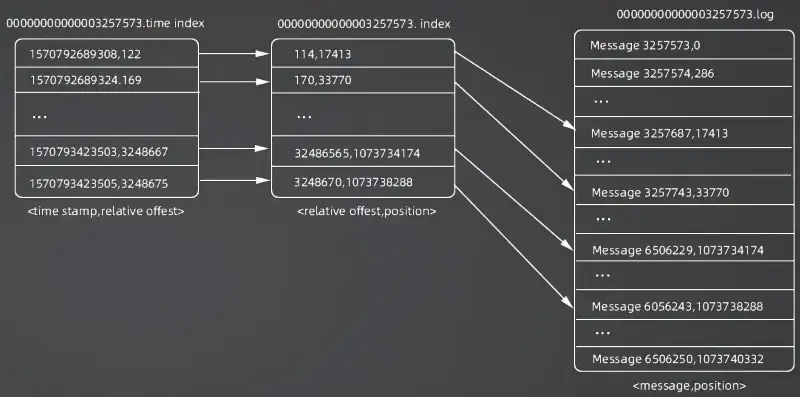 00000000000003257573.time index
1570792689308,122
1570792689324.169
...
1570793423503,3248667
1570793423505,3248675
<time stamp,relative offest>
00000000000003257573. index
114,17413
170,33770
...
32486565,1073734174
3248670,1073738288
<relative offest,position>
00000000000003257573.log
Message 3257573,0
Message 3257574,286
...
Message 3257687,17413
...
Message 3257743,33770
...
Message 6506229,1073734174
...
Message 6056243,1073738288
...
Message 6506250,1073740332
<message,position>